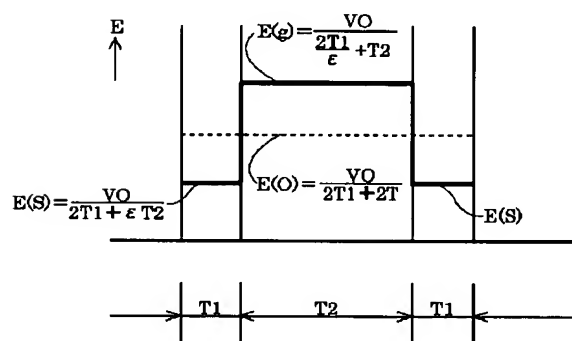 E
E(g)=VO/(2T1/ε+T2)
E(O)=VO/(2T1+2T)
E(S)=VO/(2T1+εT2)
E(S)
T1 T2 T1